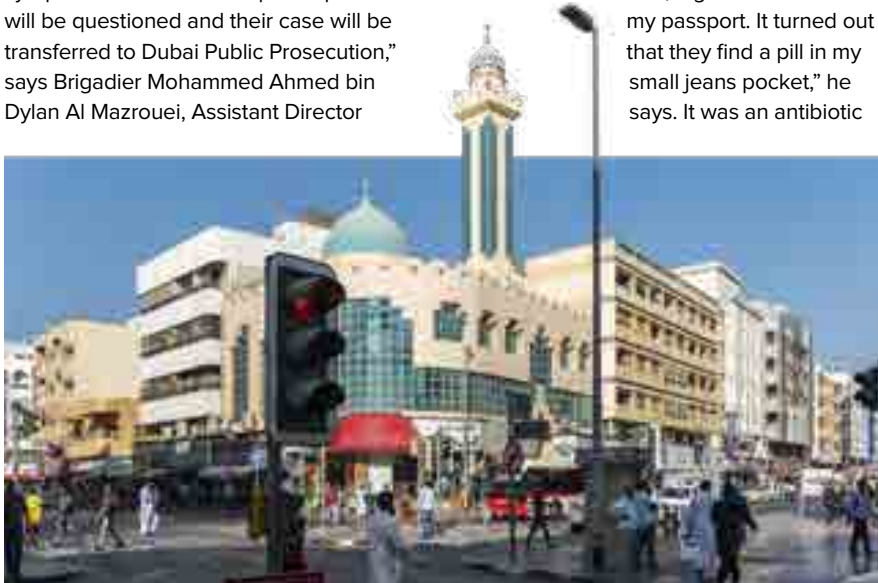 will be questioned and their case will be
transferred to Dubai Public Prosecution,”
says Brigadier Mohammed Ahmed bin
Dylan Al Mazrouei, Assistant Director
my passport. It turned out
that they find a pill in my
small jeans pocket,” he
says. It was an antibiotic